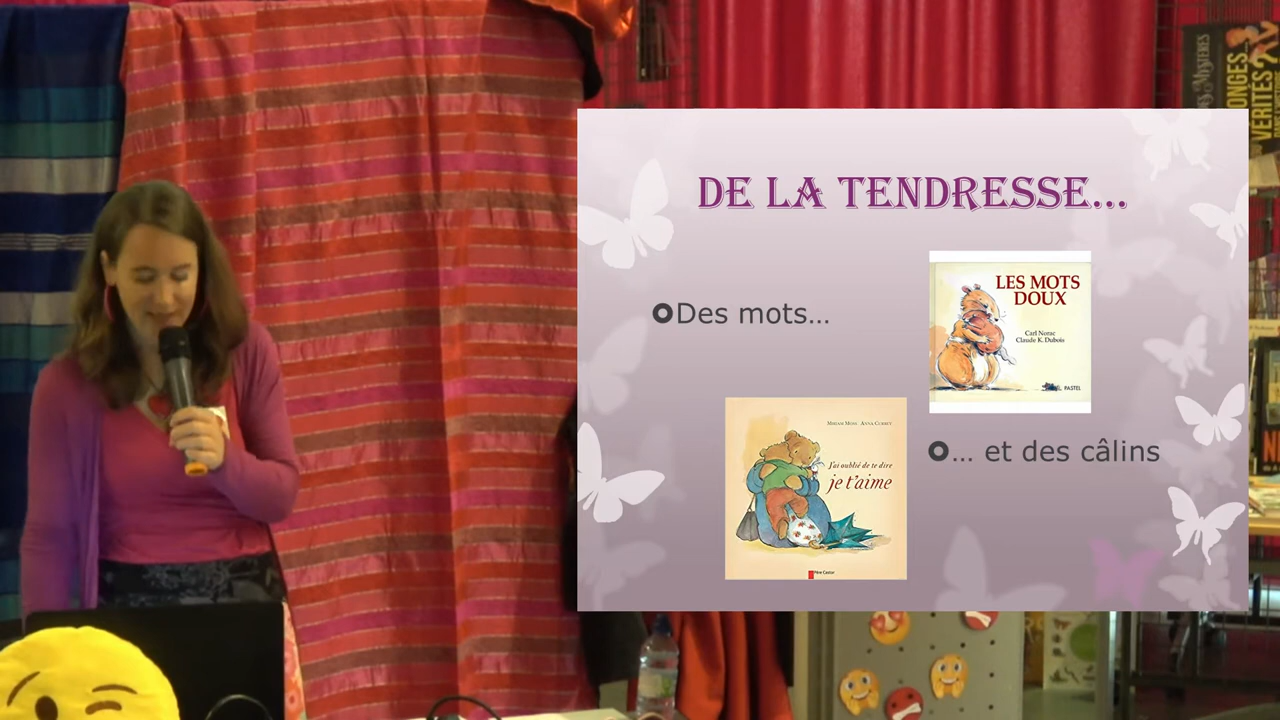 DE LA TENDRESSE...
Des mots...
LES MOTS
DOUX
Carl Norac
Claude K. Dubois
PASTEL
MIRIAM MOSS . ANNA CURREY
J'ai oublié de te dire
je t'aime
Père Castor
... et des câlins
VÉRITÉS